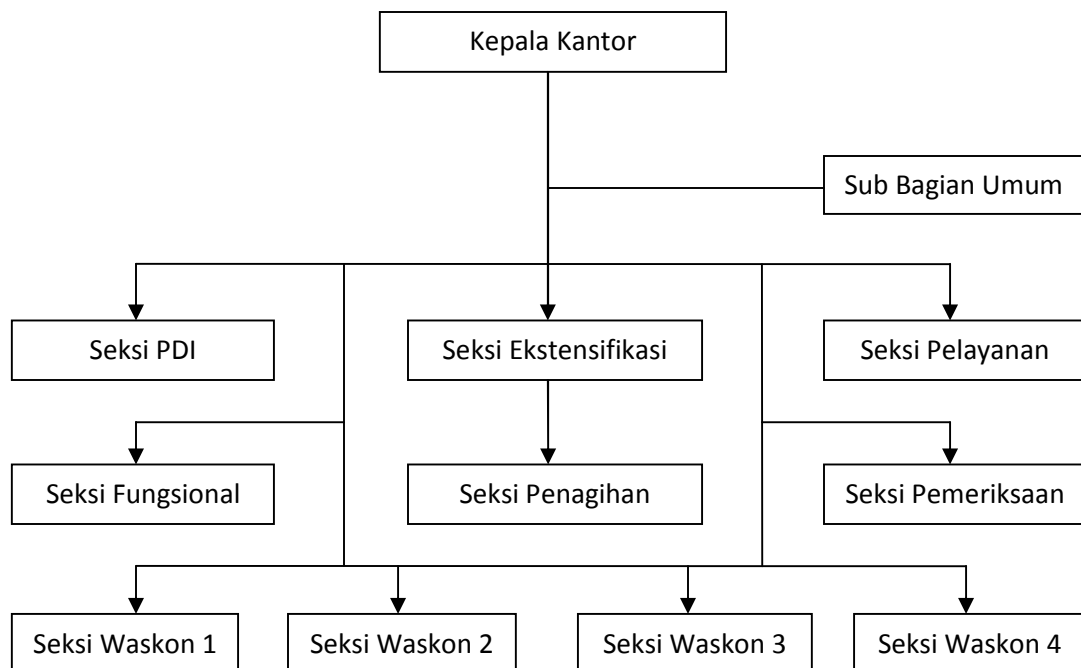 Kepala Kantor
Sub Bagian Umum
Seksi PDI
Seksi Ekstensifikasi
Seksi Pelayanan
Seksi Fungsional
Seksi Penagihan
Seksi Pemeriksaan
Seksi Waskon 1
Seksi Waskon 2
Seksi Waskon 3
Seksi Waskon 4